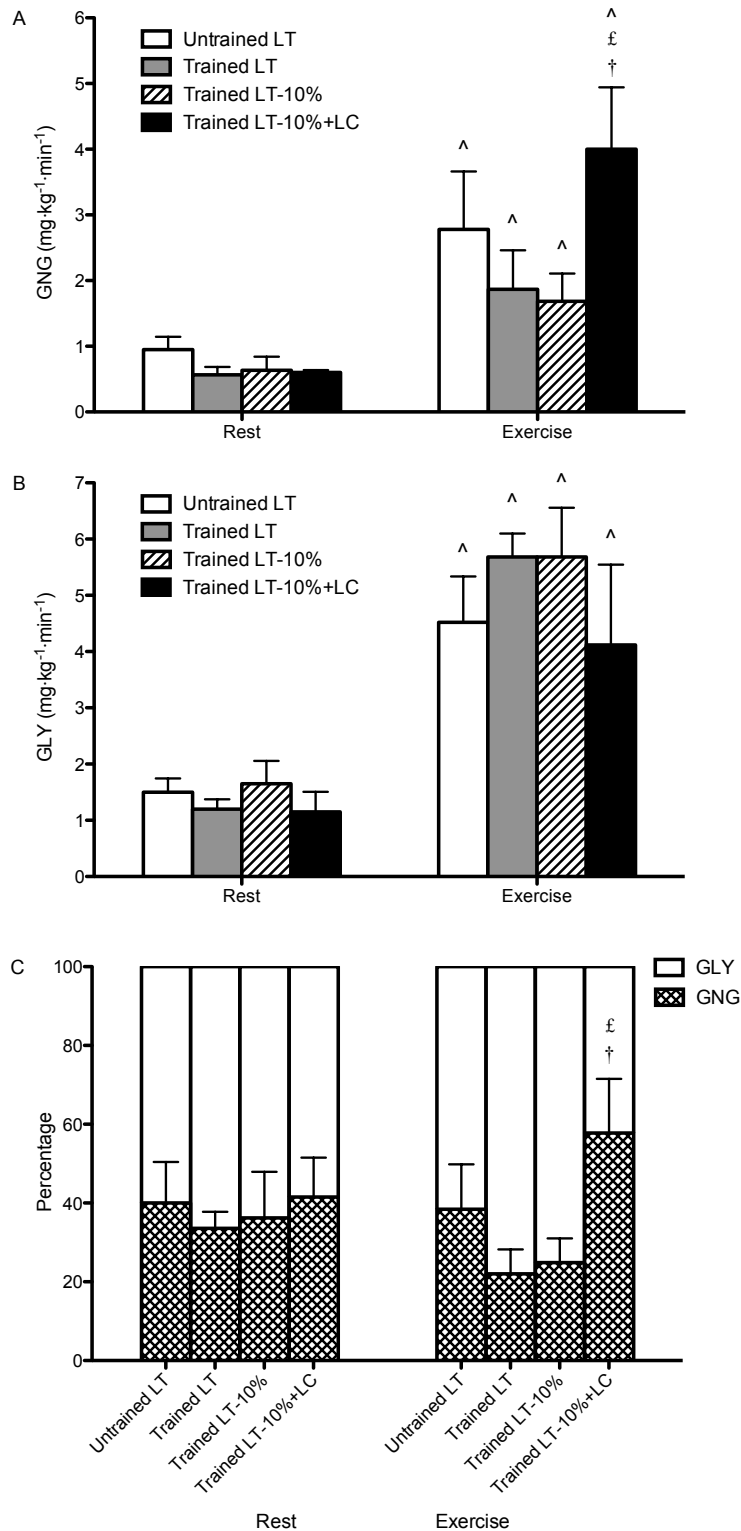 A
6
5
4
3
2
1
0
GNG (mg·kg⁻¹·min⁻¹)
Untrained LT
Trained LT
Trained LT-10%
Trained LT-10%+LC
^
^
^
^
£
†
Rest
Exercise
B
7
6
5
4
3
2
1
0
GLY (mg·kg⁻¹·min⁻¹)
Untrained LT
Trained LT
Trained LT-10%
Trained LT-10%+LC
^
^
^
^
Rest
Exercise
C
100
80
60
40
20
0
Percentage
GLY
GNG
£
†
Untrained LT
Trained LT
Trained LT-10%
Trained LT-10%+LC
Untrained LT
Trained LT
Trained LT-10%
Trained LT-10%+LC
Rest
Exercise